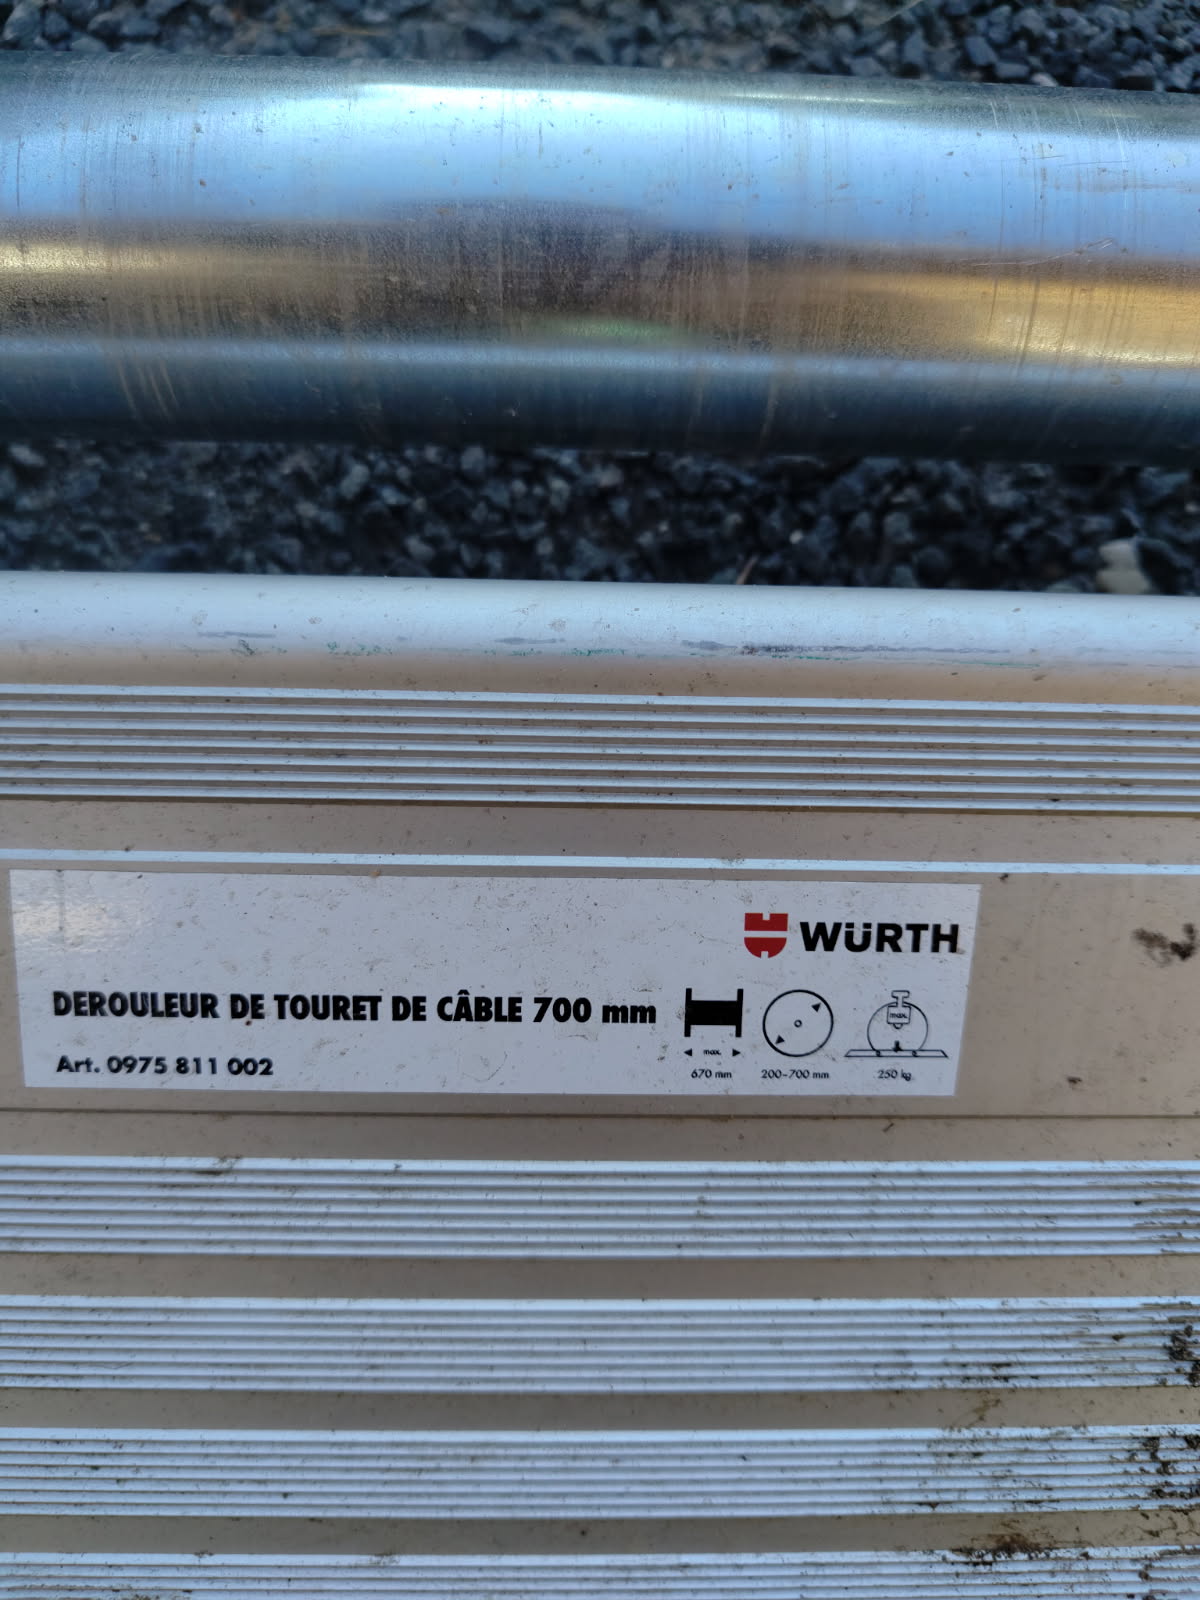 WÜRTH
DEROULEUR DE TOURET DE CÂBLE 700 mm
Art. 0975 811 002
max.
670 mm
200-700 mm
max.
250 kg